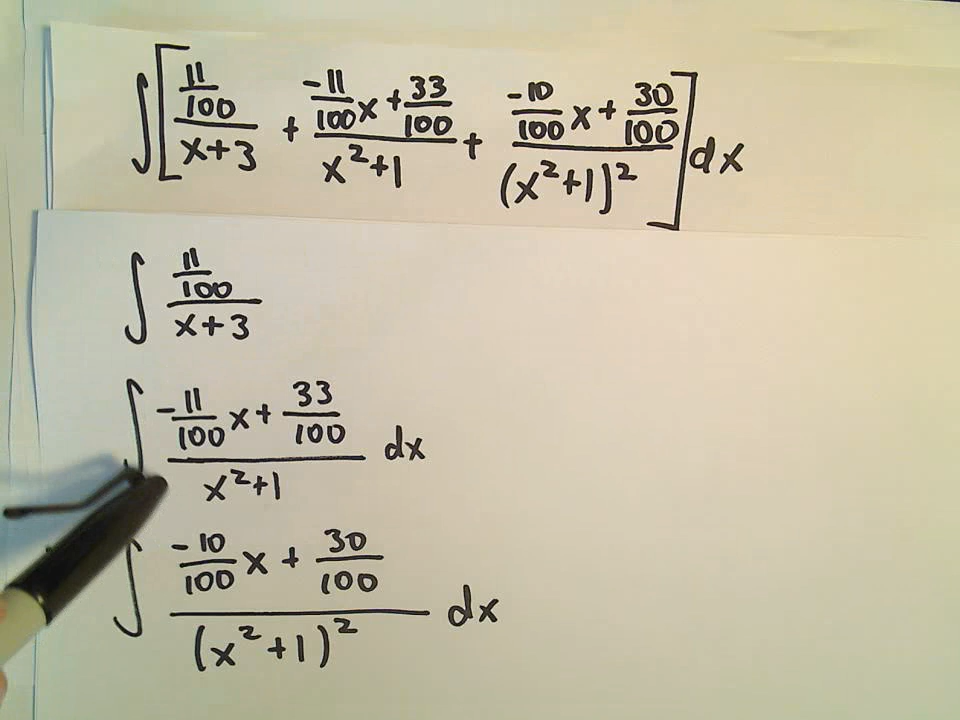 ∫[ (11/100)/(x+3) + (-11/100 x + 33/100)/(x²+1) + (-10/100 x + 30/100)/(x²+1)² ] dx
∫ (11/100)/(x+3)
∫ (-11/100 x + 33/100)/(x²+1) dx
∫ (-10/100 x + 30/100)/(x²+1)² dx